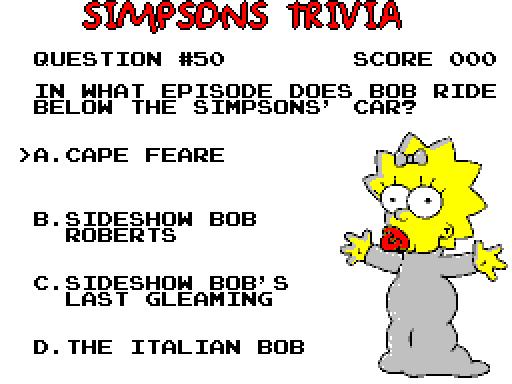 SIMPSONS TRIVIA
QUESTION #50 SCORE 000
IN WHAT EPISODE DOES BOB RIDE
BELOW THE SIMPSONS' CAR?
>A.CAPE FEARE
B.SIDESHOW BOB
ROBERTS
C.SIDESHOW BOB'S
LAST GLEAMING
D.THE ITALIAN BOB